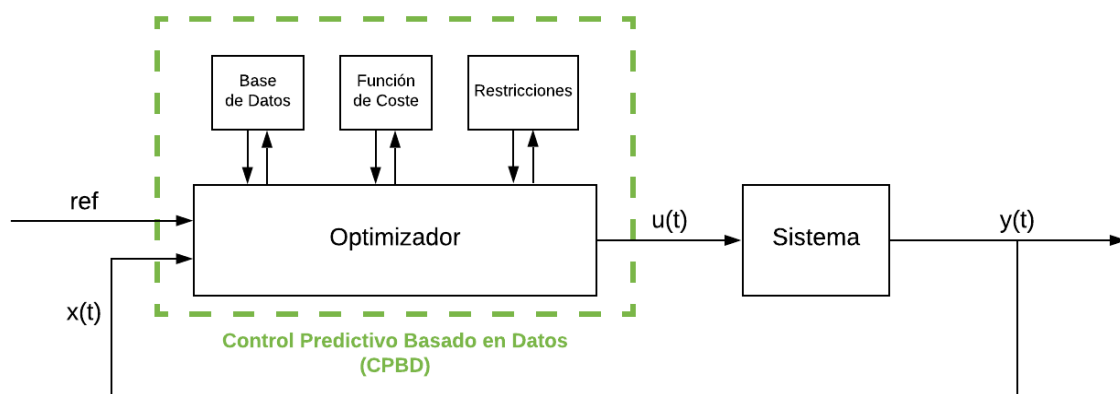 Base
de Datos
Función
de Coste
Restricciones
ref
Optimizador
u(t)
Sistema
y(t)
x(t)
Control Predictivo Basado en Datos
(CPBD)